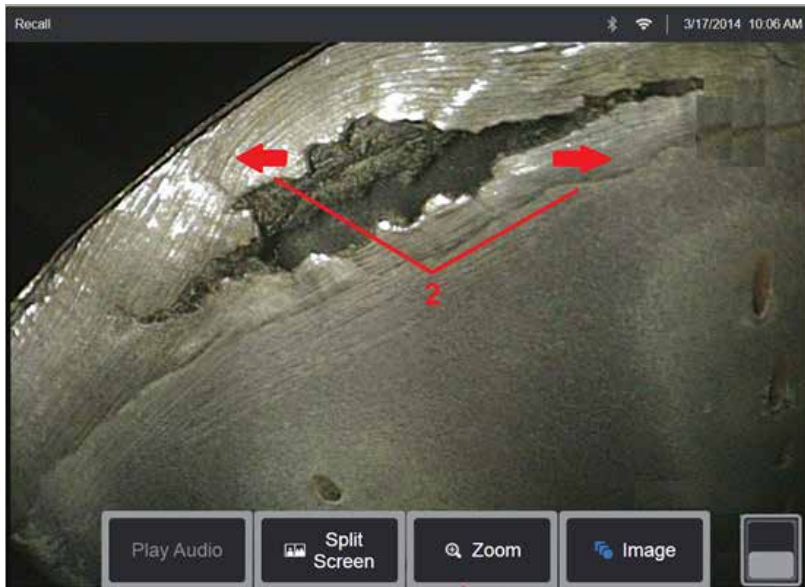 Recall
3/17/2014 10:06 AM
2
Play Audio
Split
Screen
Zoom
Image